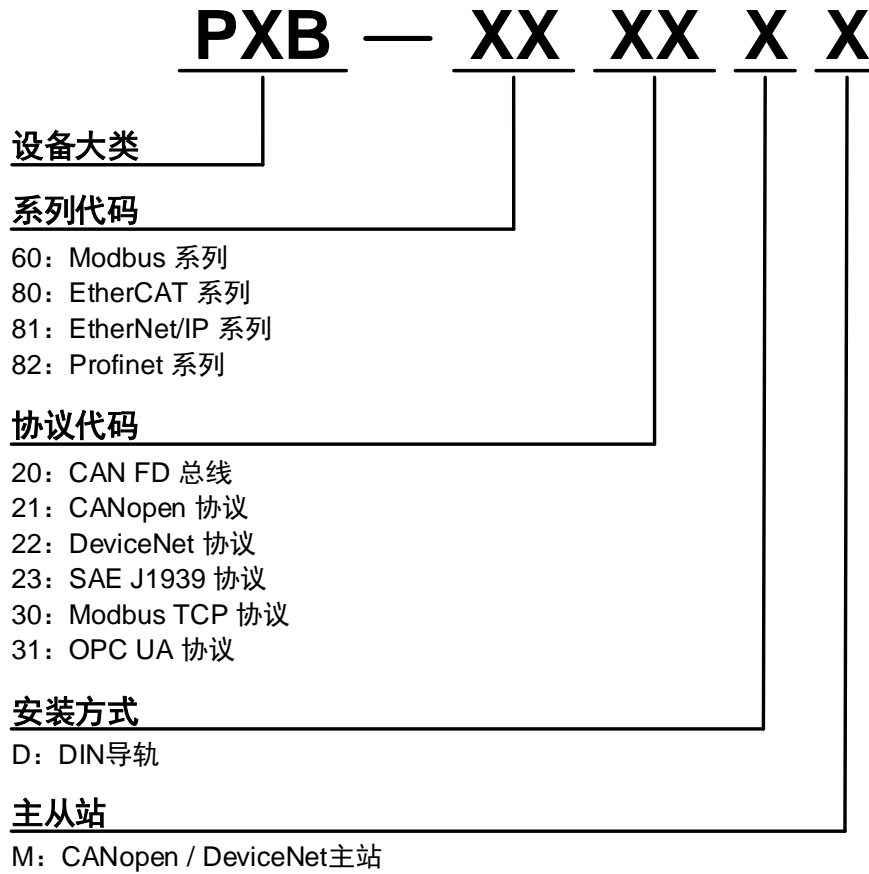 PXB — XX XX X X
设备大类
系列代码
60：Modbus 系列
80：EtherCAT 系列
81：EtherNet/IP 系列
82：Profinet 系列
协议代码
20：CAN FD 总线
21：CANopen 协议
22：DeviceNet 协议
23：SAE J1939 协议
30：Modbus TCP 协议
31：OPC UA 协议
安装方式
D：DIN导轨
主从站
M：CANopen / DeviceNet主站